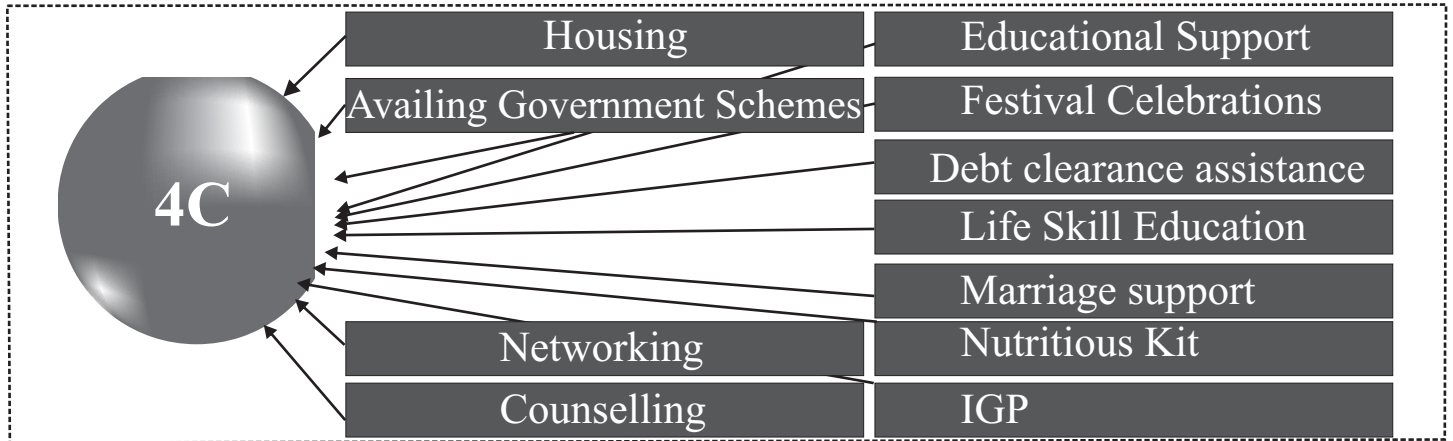 4C
Housing
Availing Government Schemes
Networking
Counselling
Educational Support
Festival Celebrations
Debt clearance assistance
Life Skill Education
Marriage support
Nutritious Kit
IGP